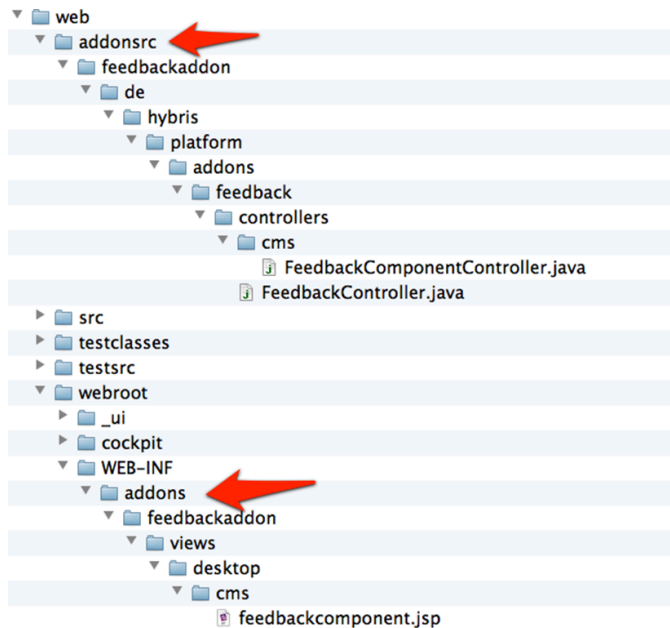 web
addonsrc
feedbackaddon
de
hybris
platform
addons
feedback
controllers
cms
FeedbackComponentController.java
FeedbackController.java
src
testclasses
testsrc
webroot
_ui
cockpit
WEB-INF
addons
feedbackaddon
views
desktop
cms
feedbackcomponent.jsp